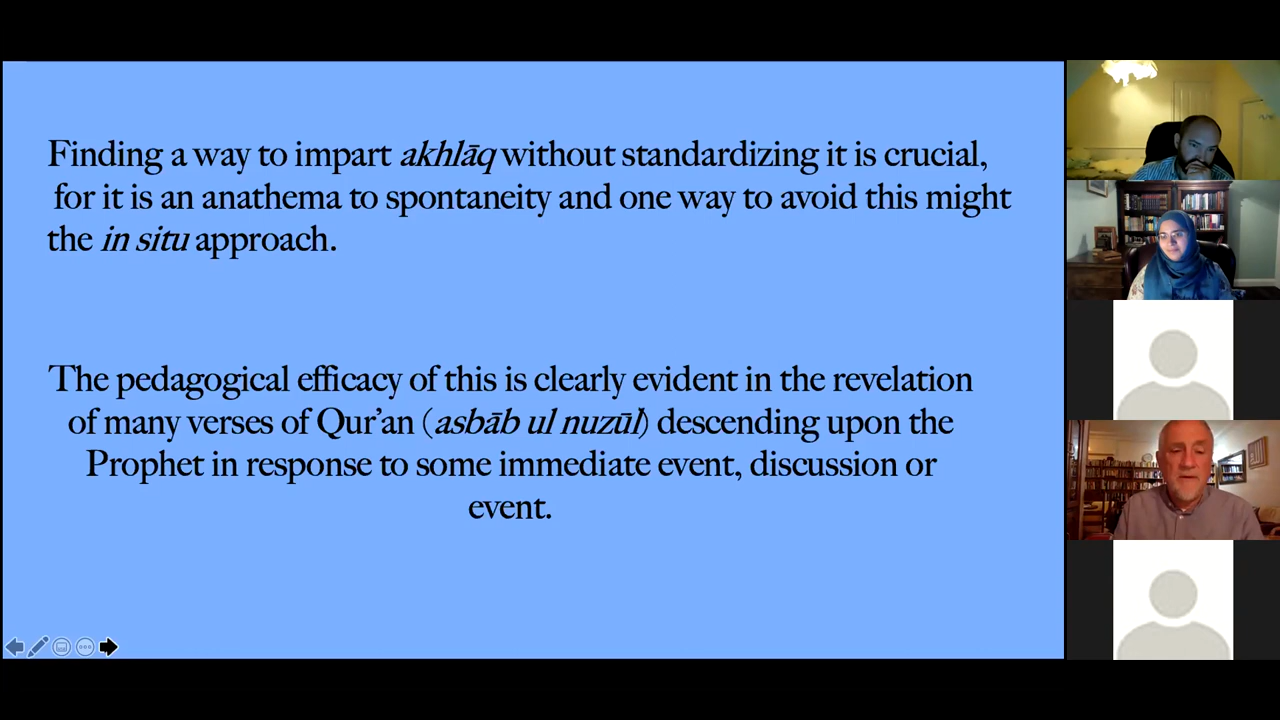 Finding a way to impart akhlāq without standardizing it is crucial,
for it is an anathema to spontaneity and one way to avoid this might
the in situ approach.
The pedagogical efficacy of this is clearly evident in the revelation
of many verses of Qur’an (asbāb ul nuzūl) descending upon the
Prophet in response to some immediate event, discussion or
event.